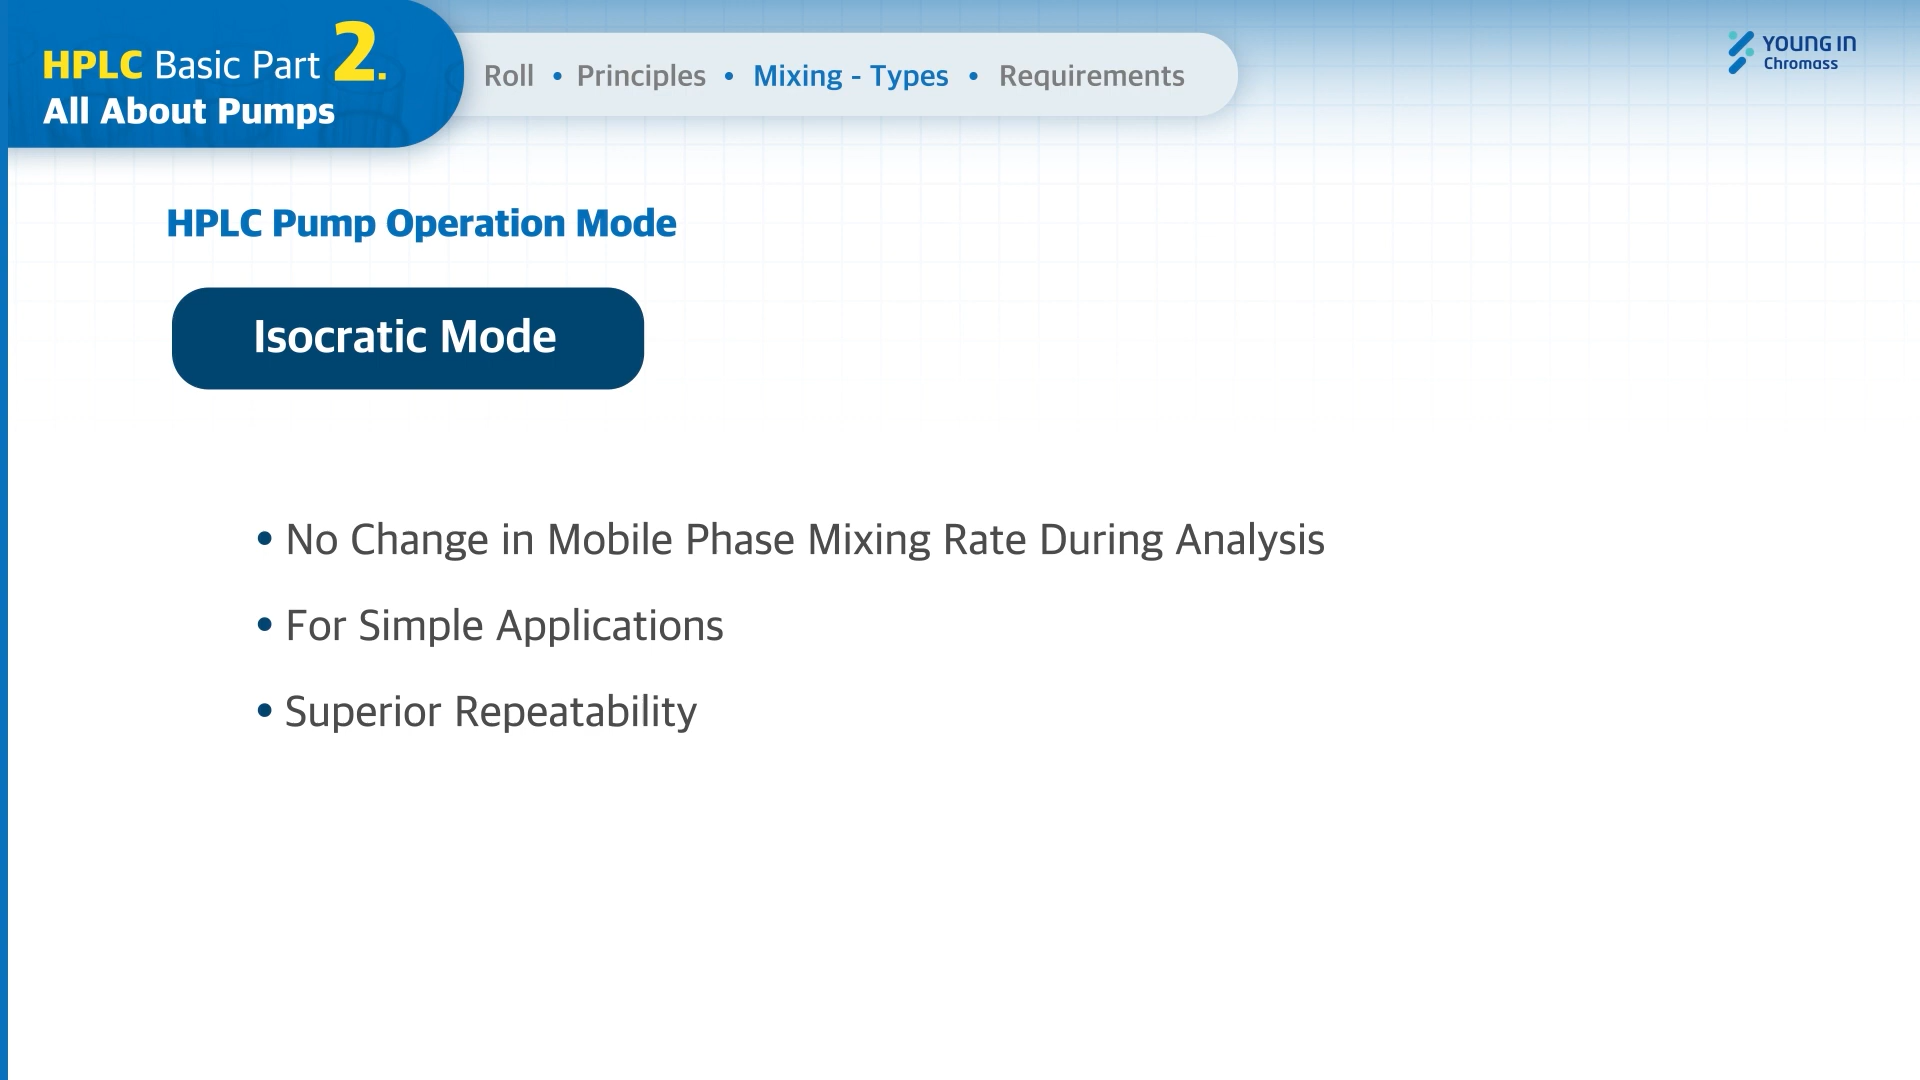 HPLC Basic Part 2.
All About Pumps
Roll • Principles • Mixing - Types • Requirements
YOUNG IN
Chromass
HPLC Pump Operation Mode
Isocratic Mode
• No Change in Mobile Phase Mixing Rate During Analysis
• For Simple Applications
• Superior Repeatability